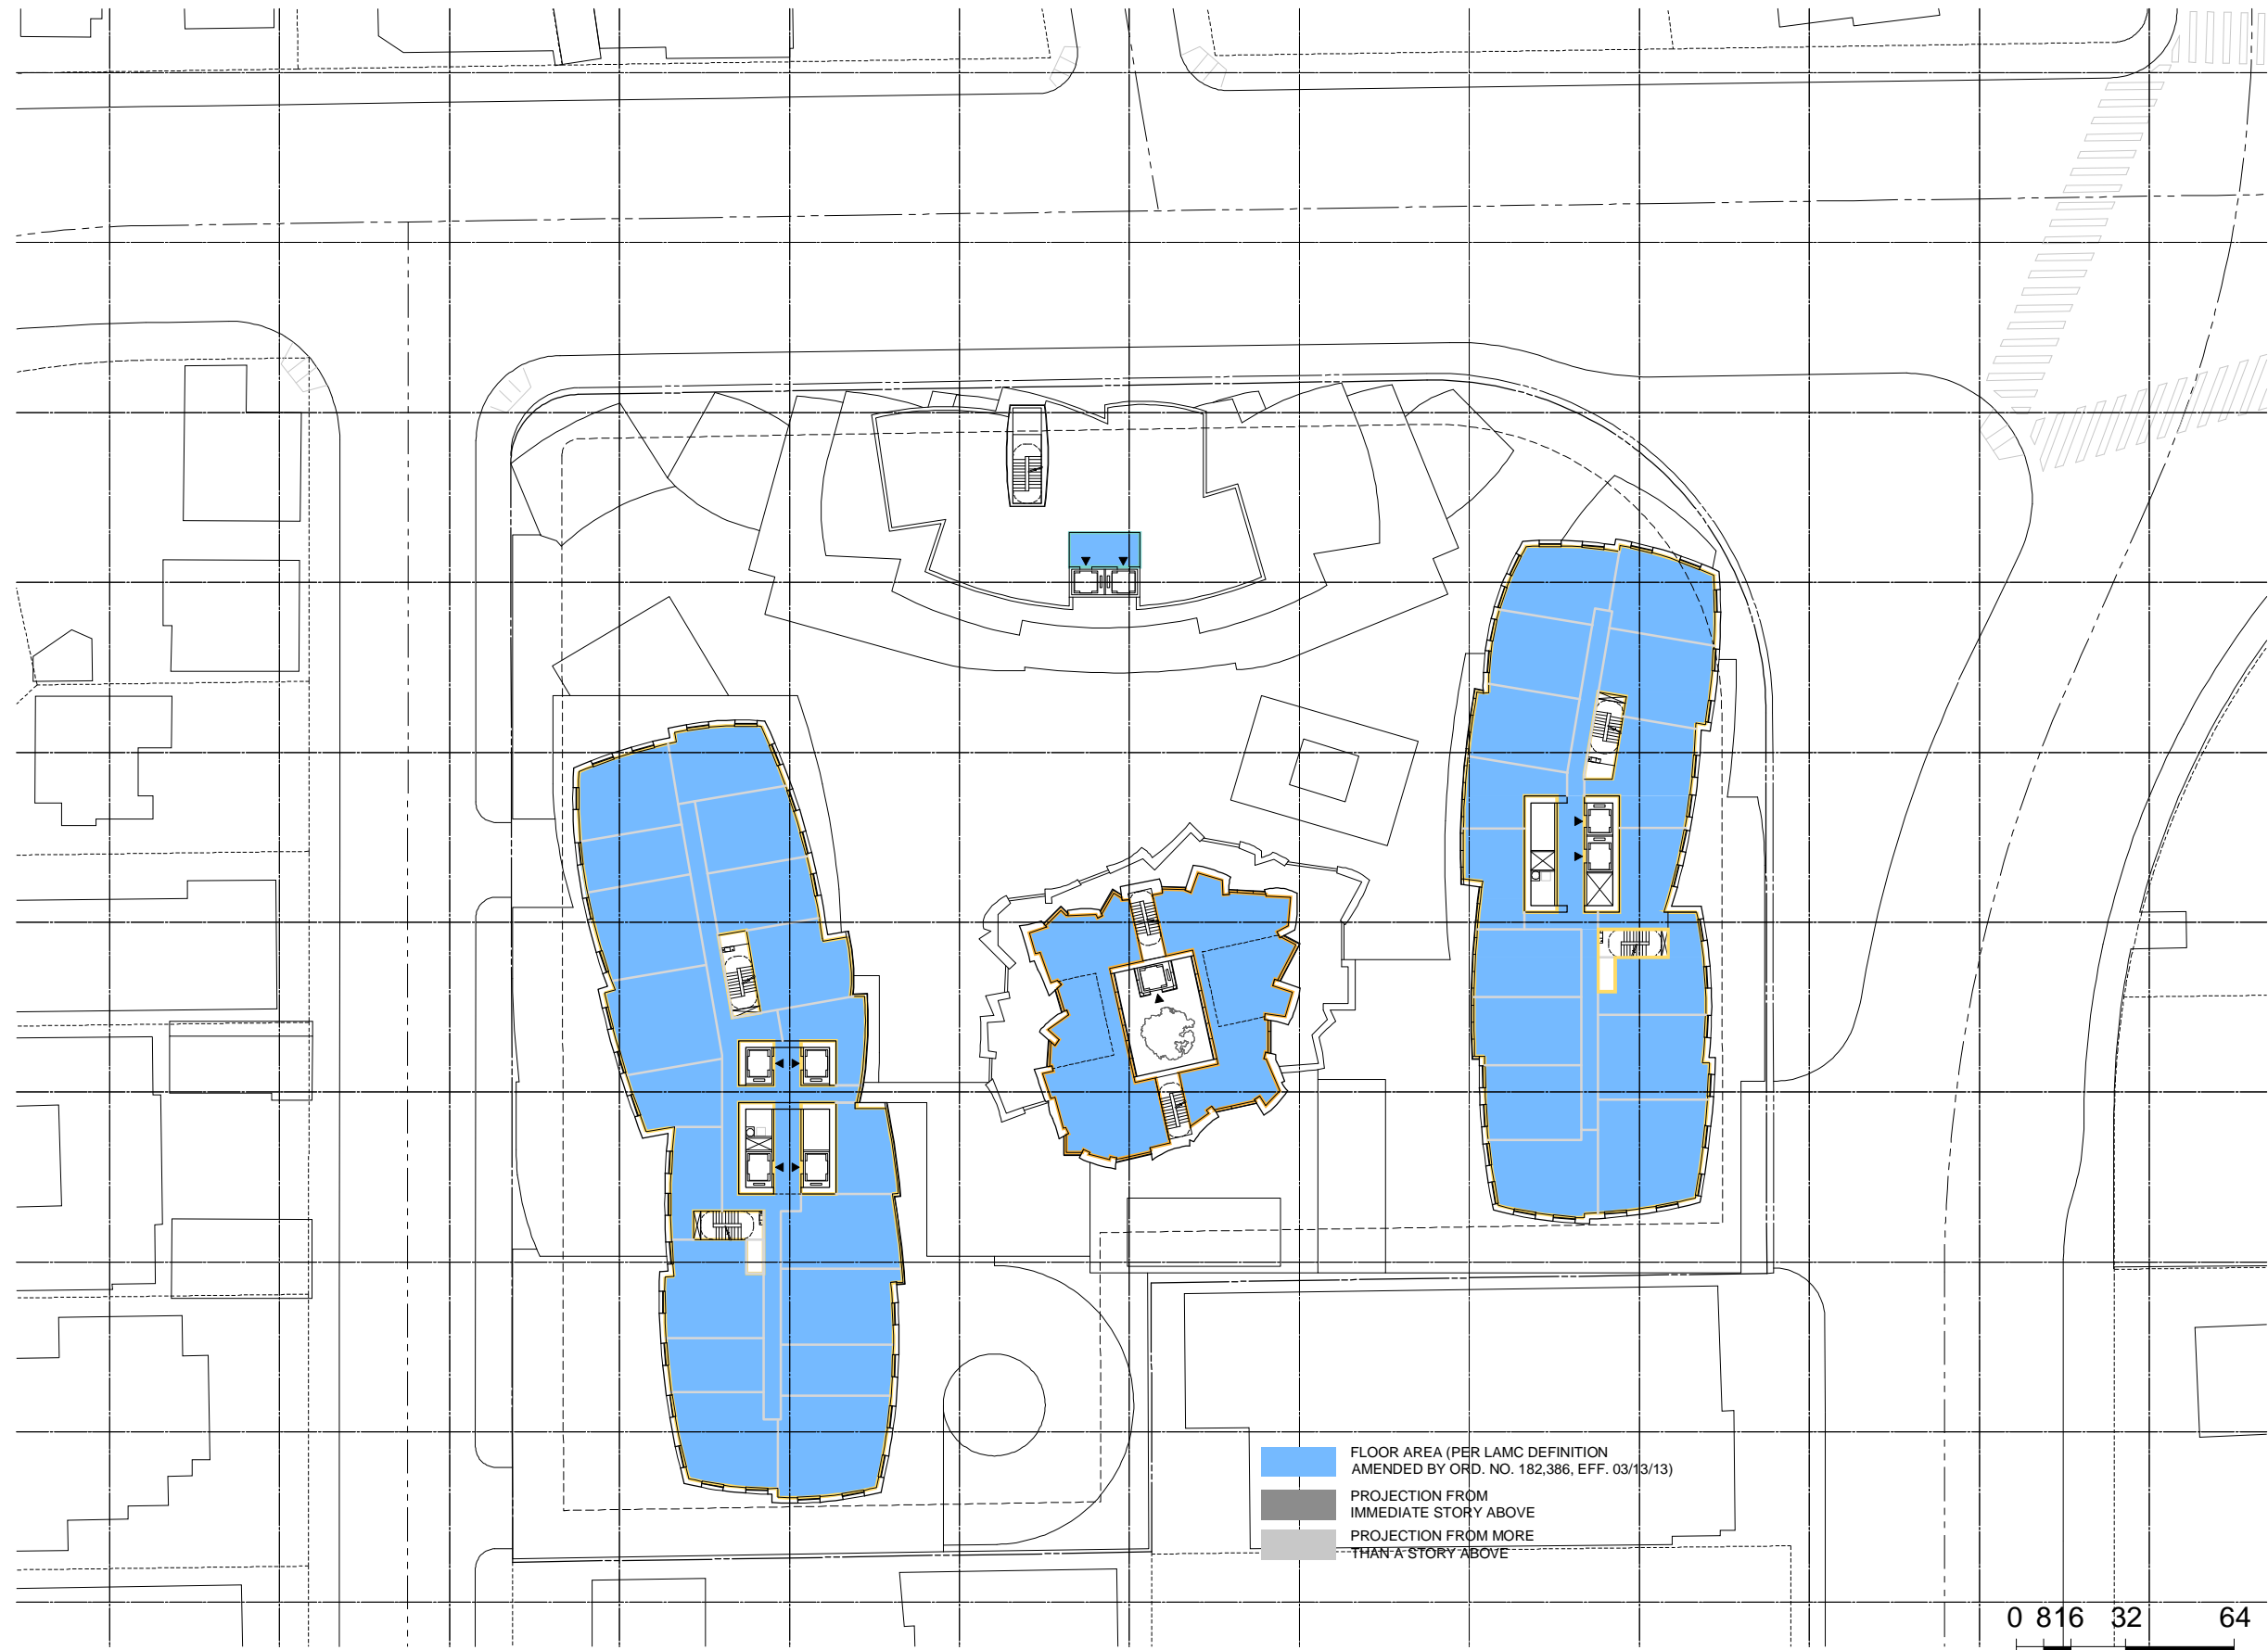 FLOOR AREA (PER LAMC DEFINITION
AMENDED BY ORD. NO. 182,386, EFF. 03/13/13)
PROJECTION FROM
IMMEDIATE STORY ABOVE
PROJECTION FROM MORE
THAN A STORY ABOVE
0 8 16 32 64